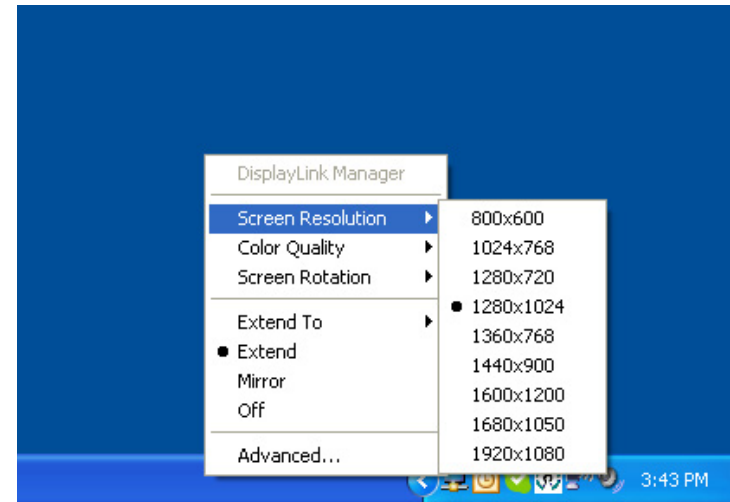 DisplayLink Manager
Screen Resolution
Color Quality
Screen Rotation
Extend To
Extend
Mirror
Off
Advanced...
800x600
1024x768
1280x720
1280x1024
1360x768
1440x900
1600x1200
1680x1050
1920x1080
3:43 PM